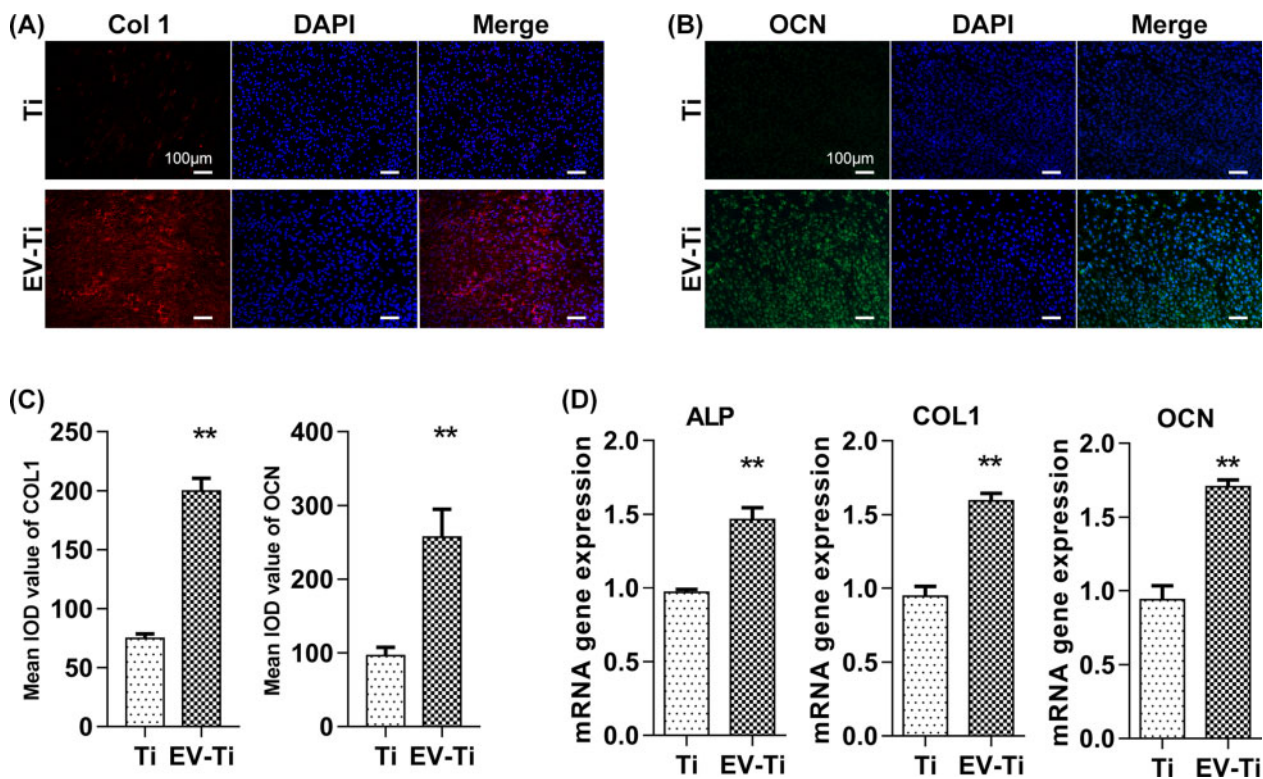 (A) Col 1 DAPI Merge
Ti
100μm
EV-Ti
(B) OCN DAPI Merge
Ti
100μm
EV-Ti
(C)
Mean IOD value of COL1
250
200
150
100
50
0
Ti EV-Ti
**
Mean IOD value of OCN
400
300
200
100
0
Ti EV-Ti
**
(D)
ALP
mRNA gene expression
2.0
1.5
1.0
0.5
0.0
Ti EV-Ti
**
COL1
mRNA gene expression
2.0
1.5
1.0
0.5
0.0
Ti EV-Ti
**
OCN
mRNA gene expression
2.0
1.5
1.0
0.5
0.0
Ti EV-Ti
**